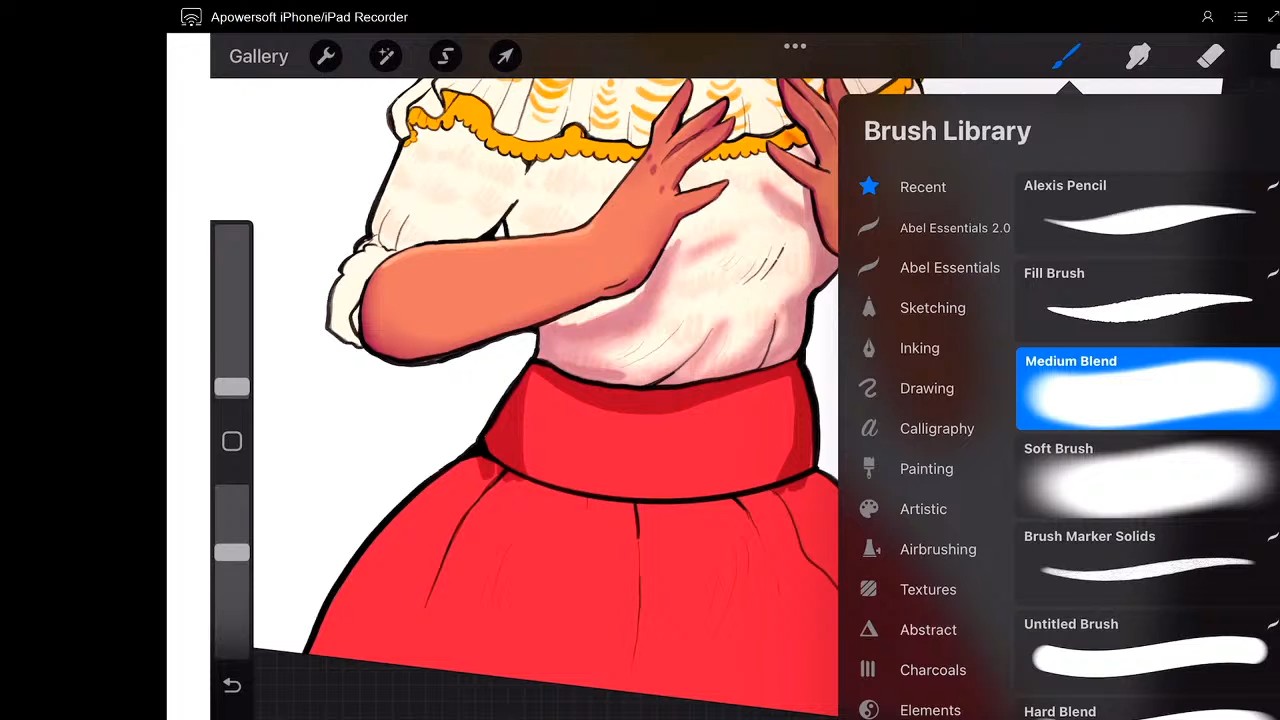 Apowersoft iPhone/iPad Recorder
Gallery
Brush Library
Recent
Abel Essentials 2.0
Abel Essentials
Sketching
Inking
Drawing
Calligraphy
Painting
Artistic
Airbrushing
Textures
Abstract
Charcoals
Elements
Alexis Pencil
Fill Brush
Medium Blend
Soft Brush
Brush Marker Solids
Untitled Brush
Hard Blend